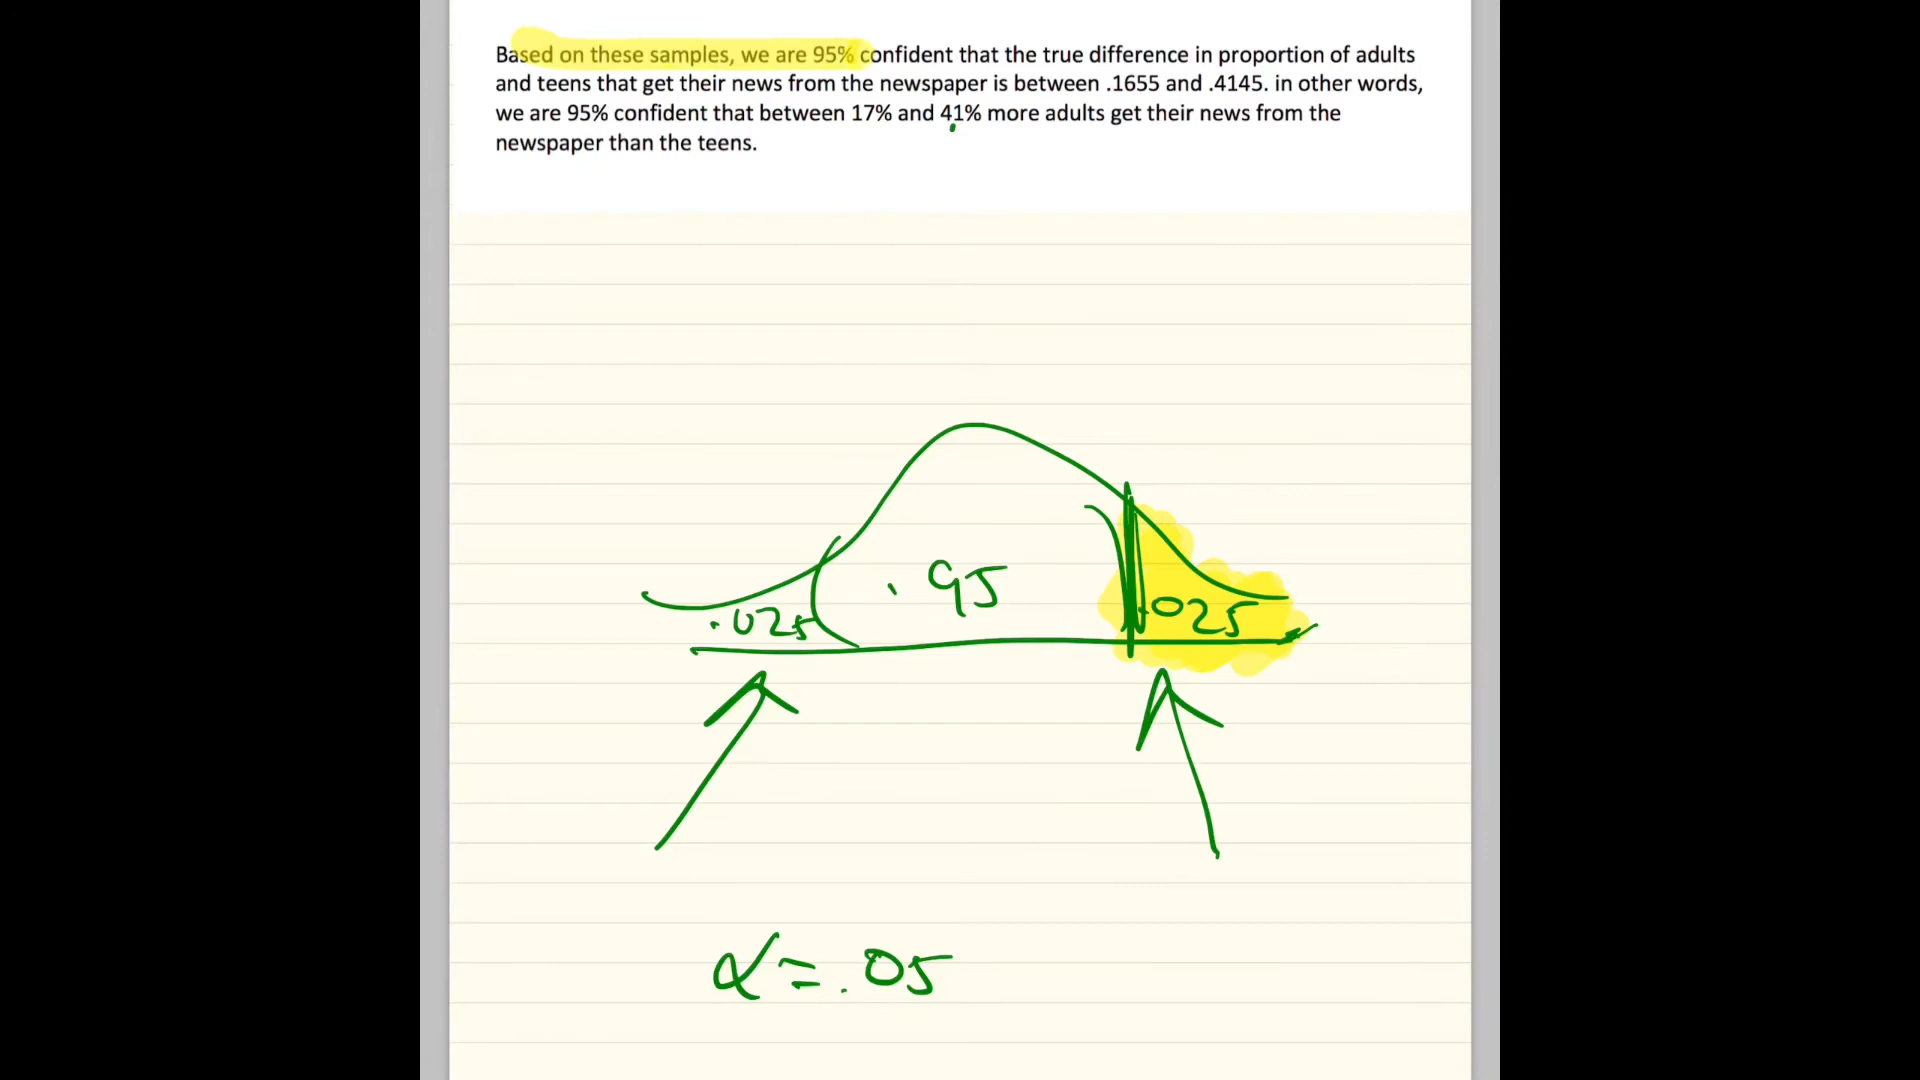 Based on these samples, we are 95% confident that the true difference in proportion of adults
and teens that get their news from the newspaper is between .1655 and .4145. in other words,
we are 95% confident that between 17% and 41% more adults get their news from the
newspaper than the teens.
.95
.025 .025
α = .05